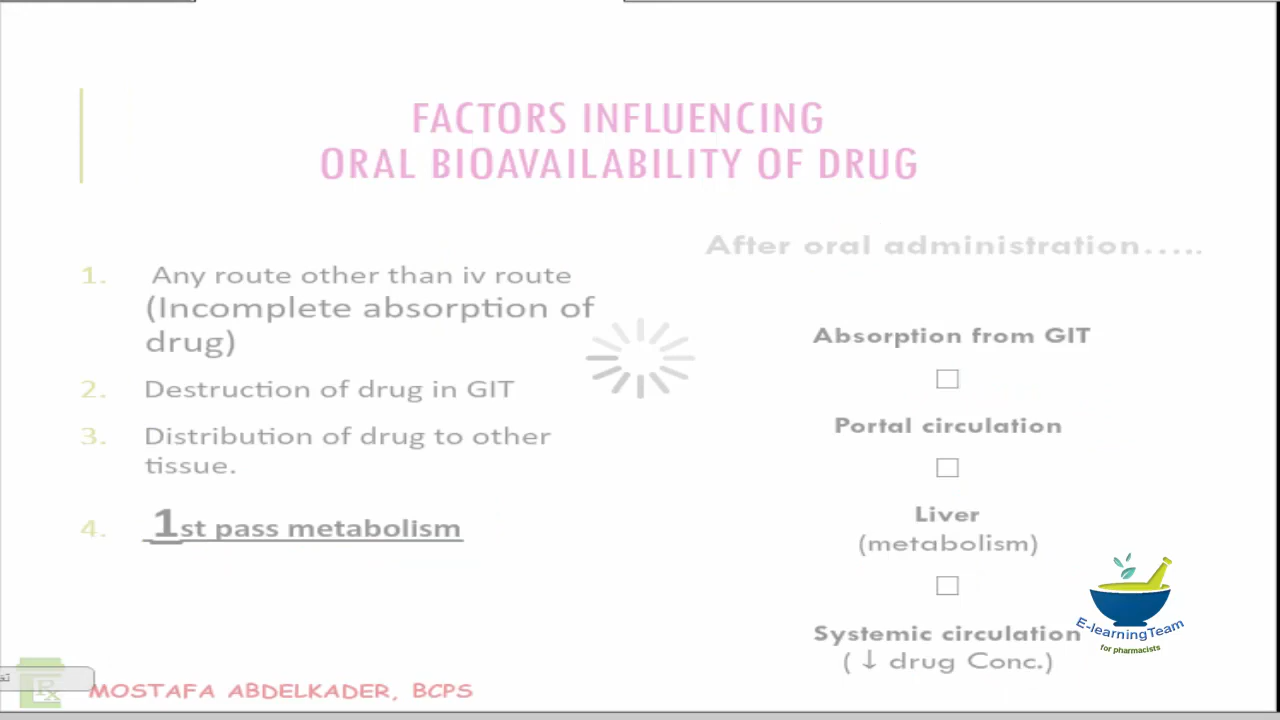 FACTORS INFLUENCING
ORAL BIOAVAILABILITY OF DRUG
1. Any route other than iv route
(Incomplete absorption of
drug)
2. Destruction of drug in GIT
3. Distribution of drug to other
tissue.
4. 1st pass metabolism
After oral administration.....
Absorption from GIT
□
Portal circulation
□
Liver
(metabolism)
□
Systemic circulation
( ↓ drug Conc.)
E-learningTeam
for pharmacists
Rx
MOSTAFA ABDELKADER, BCPS